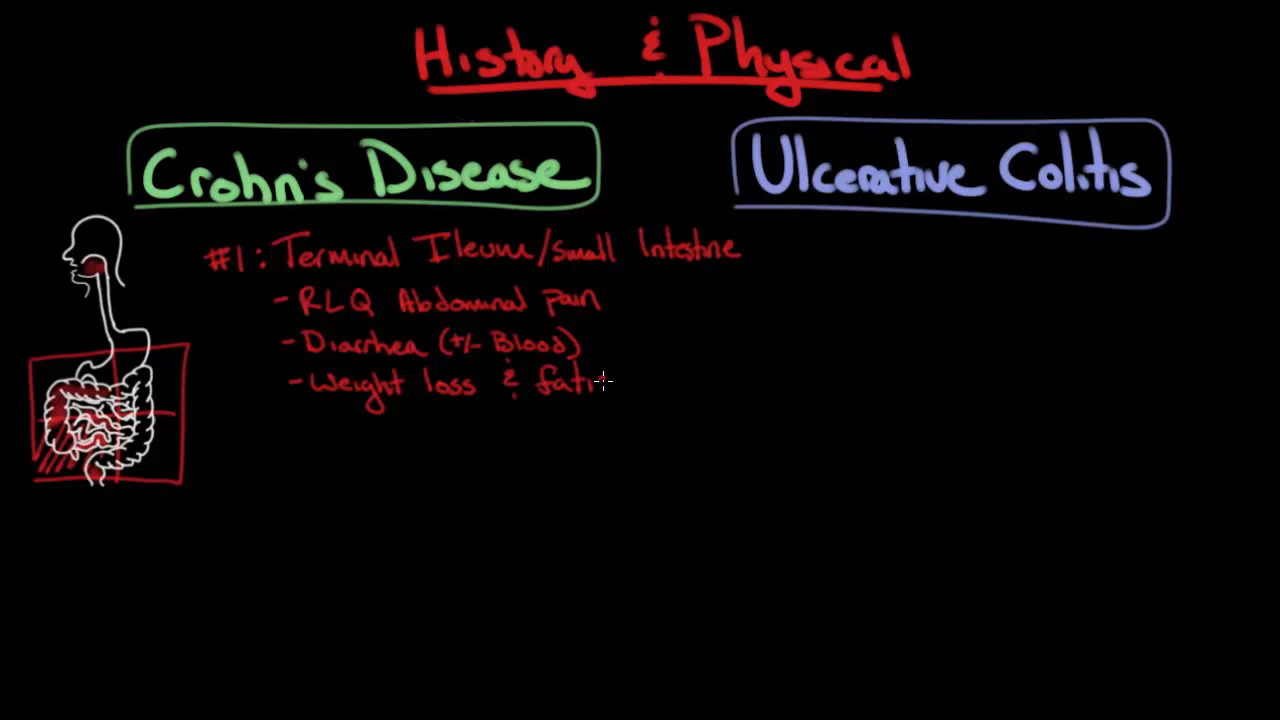 History & Physical
Crohn's Disease
Ulcerative Colitis
#1: Terminal Ileum/Small Intestine
- RLQ Abdominal pain
- Diarrhea (+/- Blood)
- Weight loss & fati